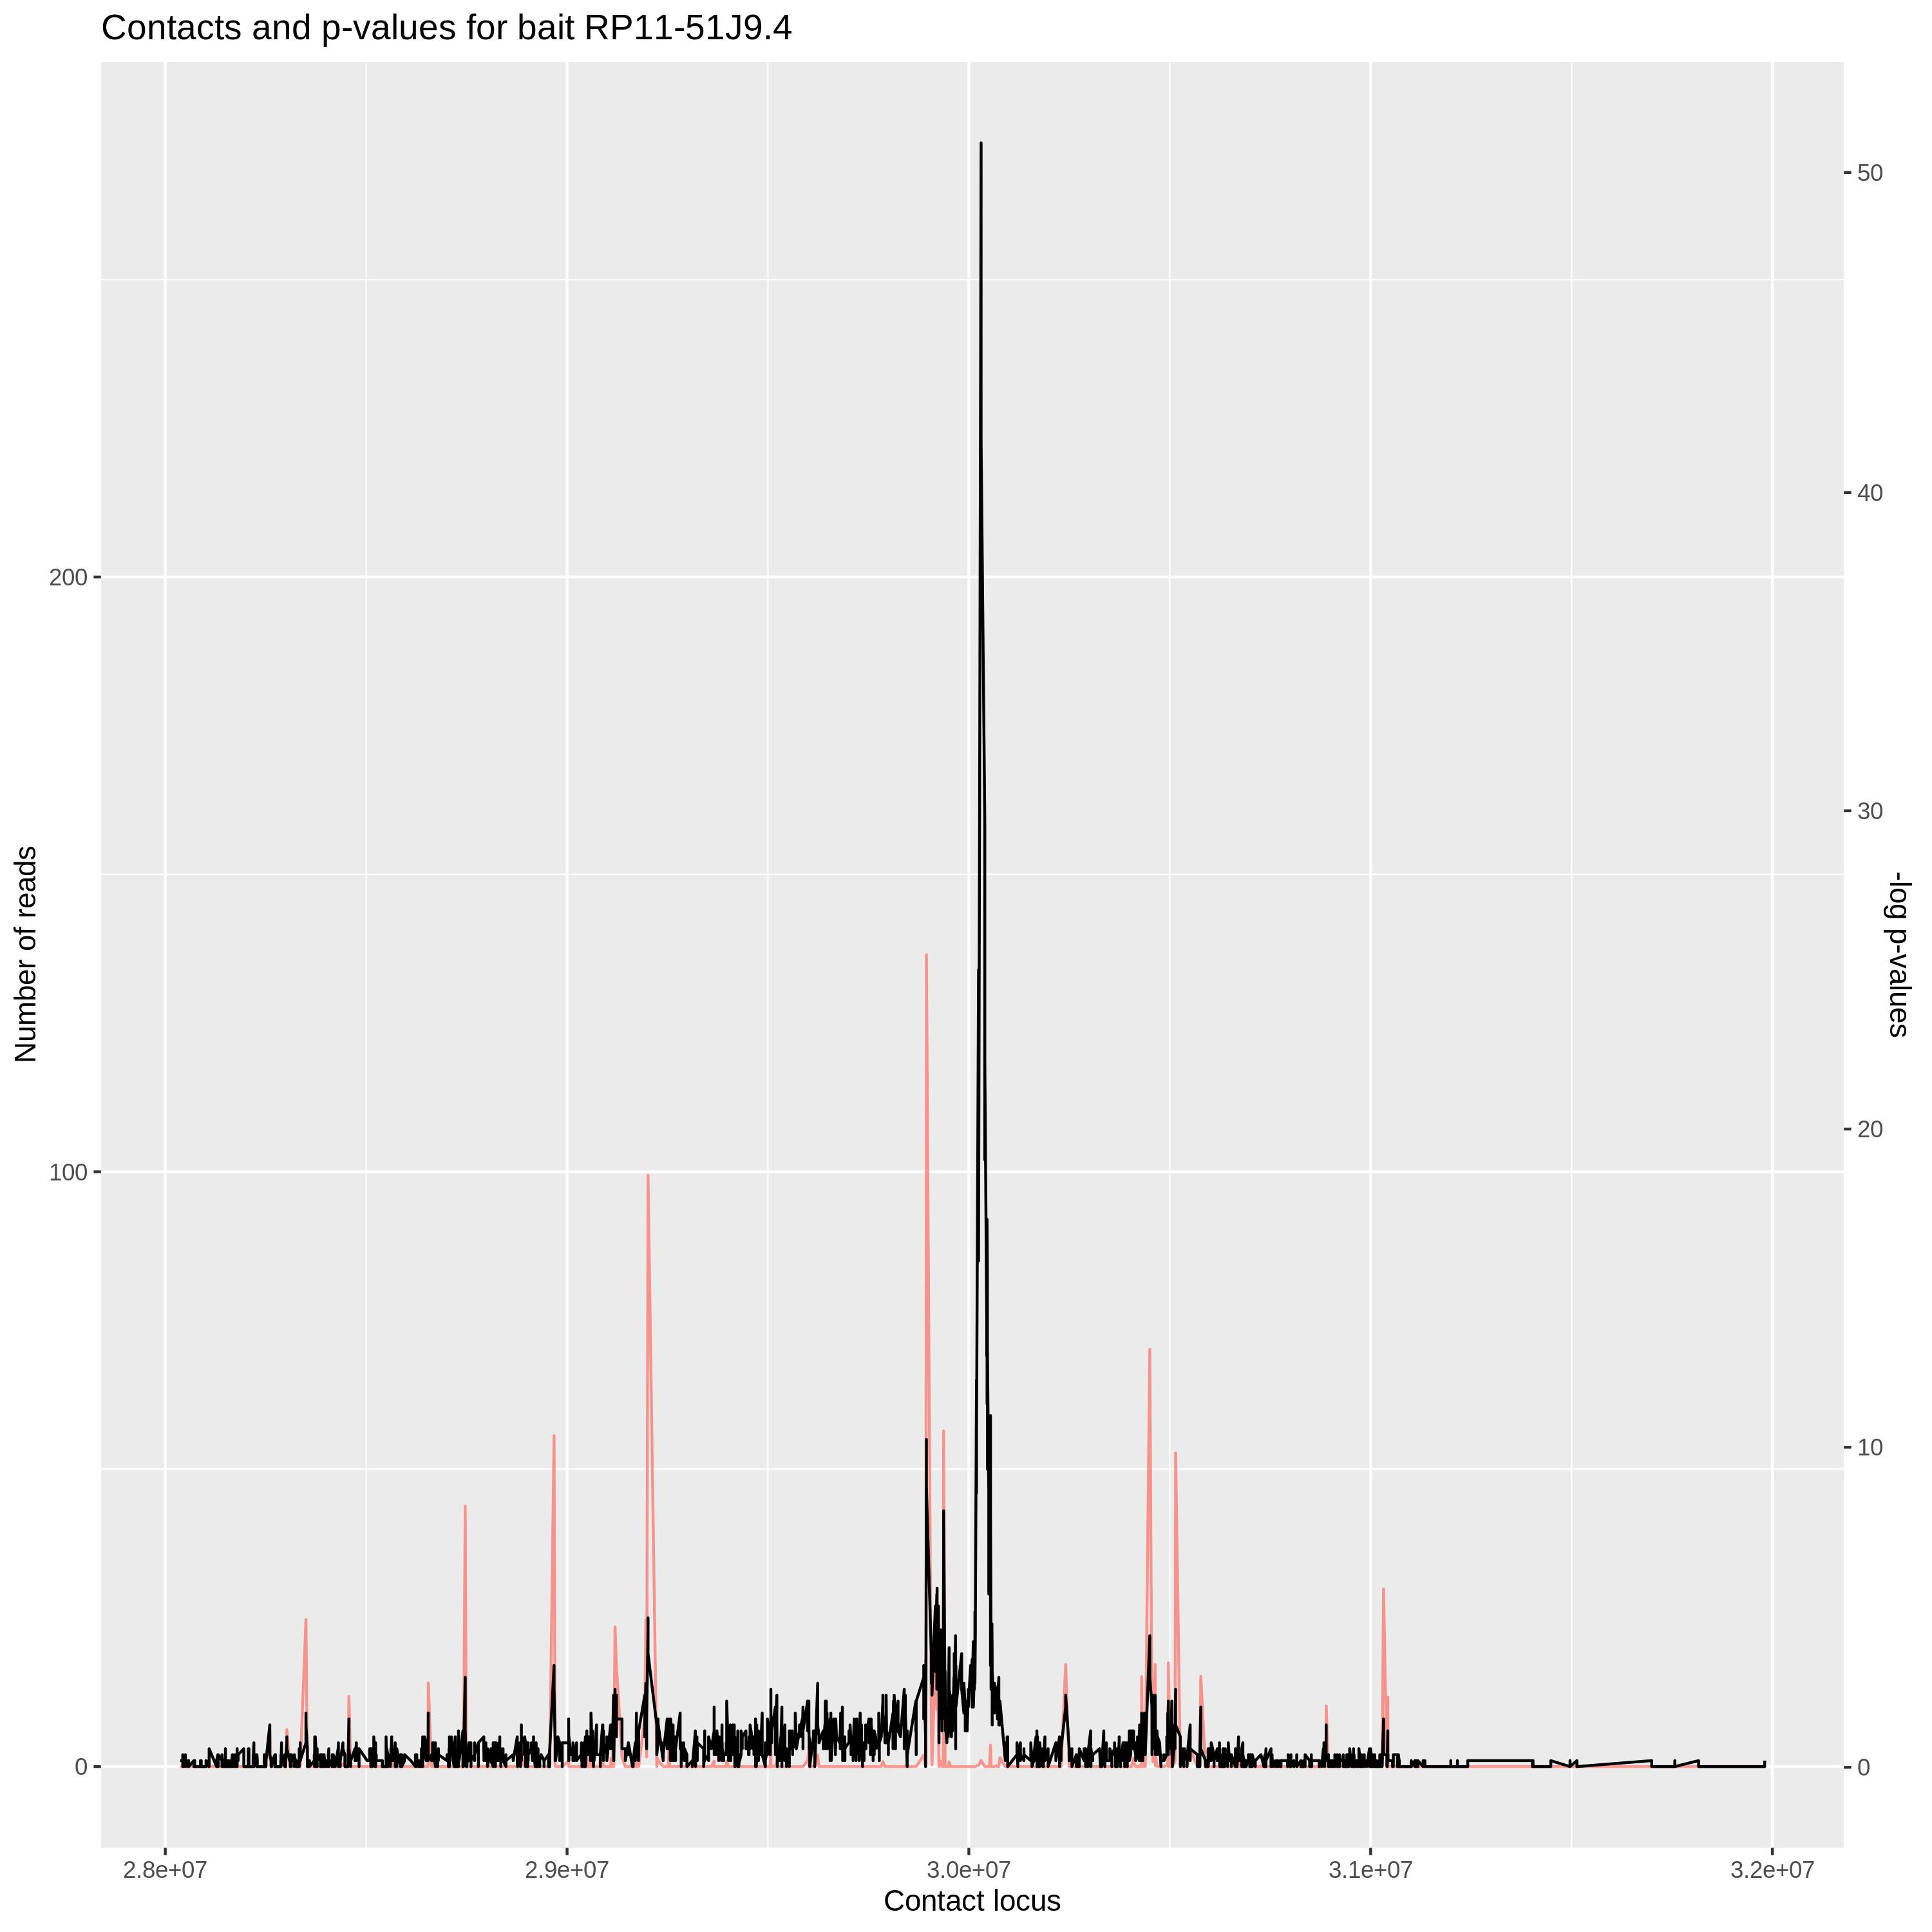 Contacts and p-values for bait RP11-51J9.4
50
40
200
30
Number of reads
-log p-values
20
100
10
0
0
2.8e+07 2.9e+07 3.0e+07 3.1e+07 3.2e+07
Contact locus